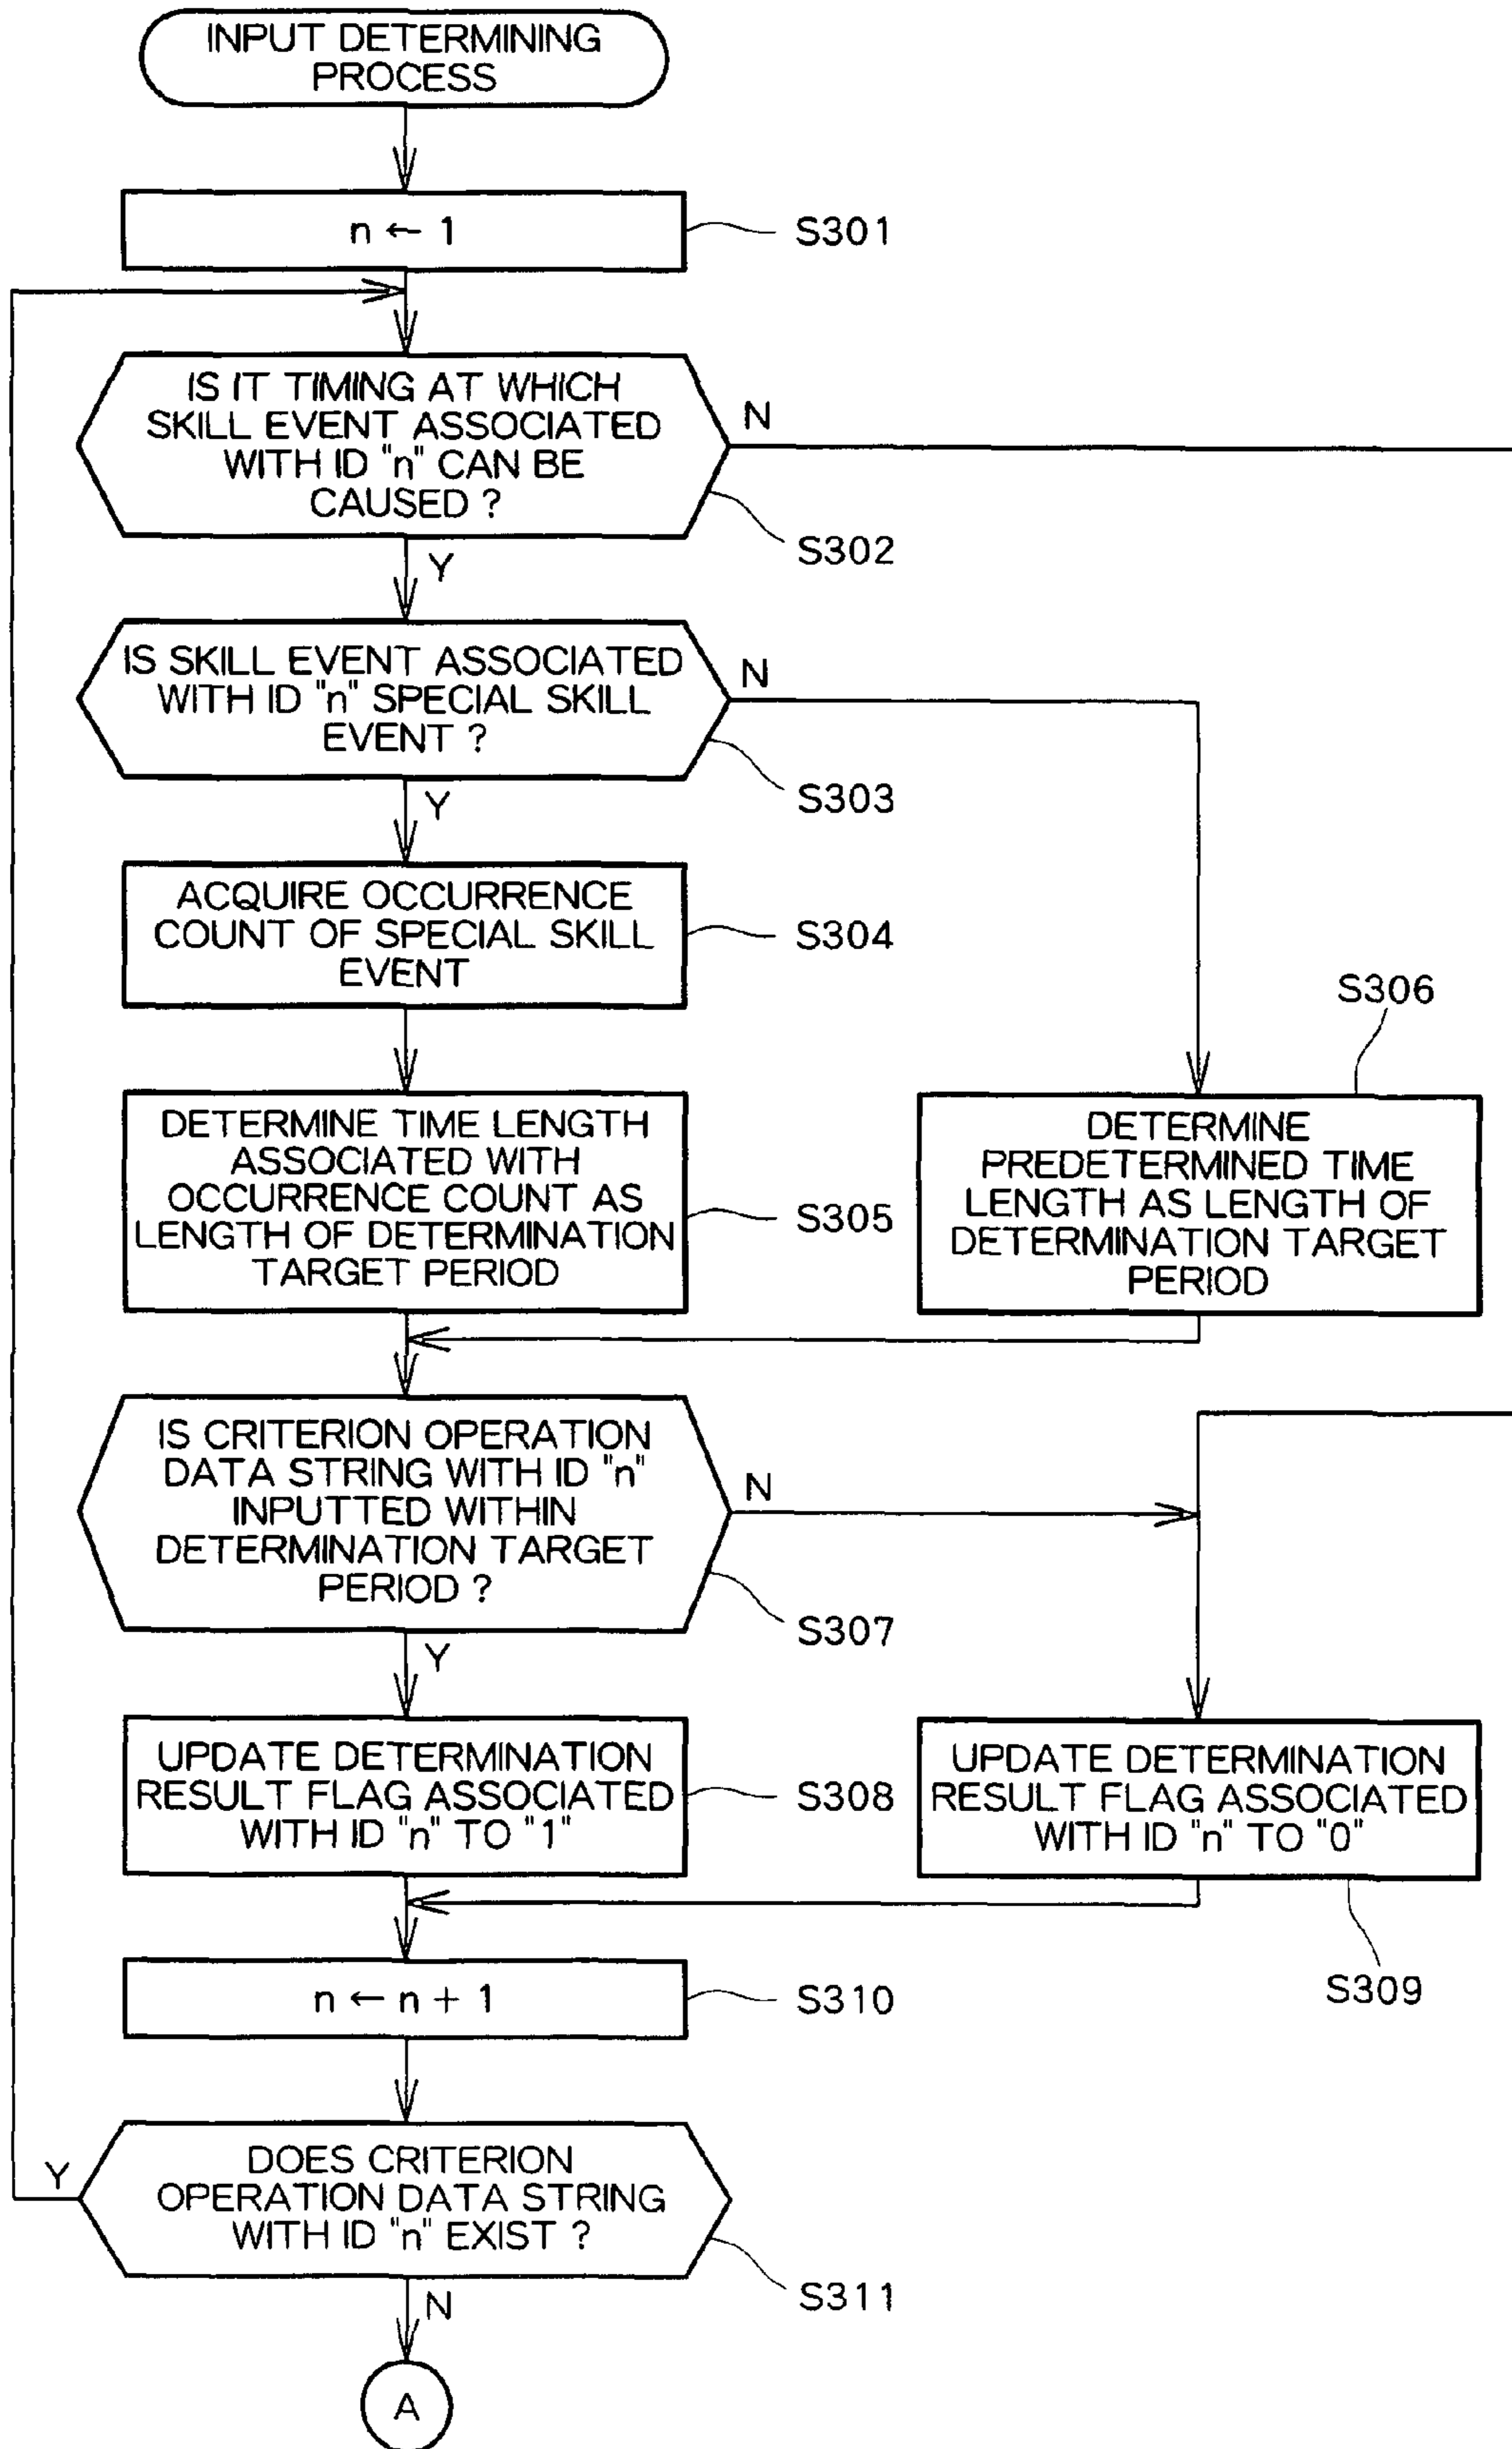 INPUT DETERMINING
PROCESS
n ← 1
S301
IS IT TIMING AT WHICH
SKILL EVENT ASSOCIATED
WITH ID "n" CAN BE
CAUSED ?
N
S302
Y
IS SKILL EVENT ASSOCIATED
WITH ID "n" SPECIAL SKILL
EVENT ?
N
S303
Y
ACQUIRE OCCURRENCE
COUNT OF SPECIAL SKILL
EVENT
S304
DETERMINE TIME LENGTH
ASSOCIATED WITH
OCCURRENCE COUNT AS
LENGTH OF DETERMINATION
TARGET PERIOD
S305
S306
DETERMINE
PREDETERMINED TIME
LENGTH AS LENGTH OF
DETERMINATION TARGET
PERIOD
IS CRITERION OPERATION
DATA STRING WITH ID "n"
INPUTTED WITHIN
DETERMINATION TARGET
PERIOD ?
N
S307
Y
UPDATE DETERMINATION
RESULT FLAG ASSOCIATED
WITH ID "n" TO "1"
S308
UPDATE DETERMINATION
RESULT FLAG ASSOCIATED
WITH ID "n" TO "0"
S309
n ← n + 1
S310
DOES CRITERION
OPERATION DATA STRING
WITH ID "n" EXIST ?
Y
S311
N
A